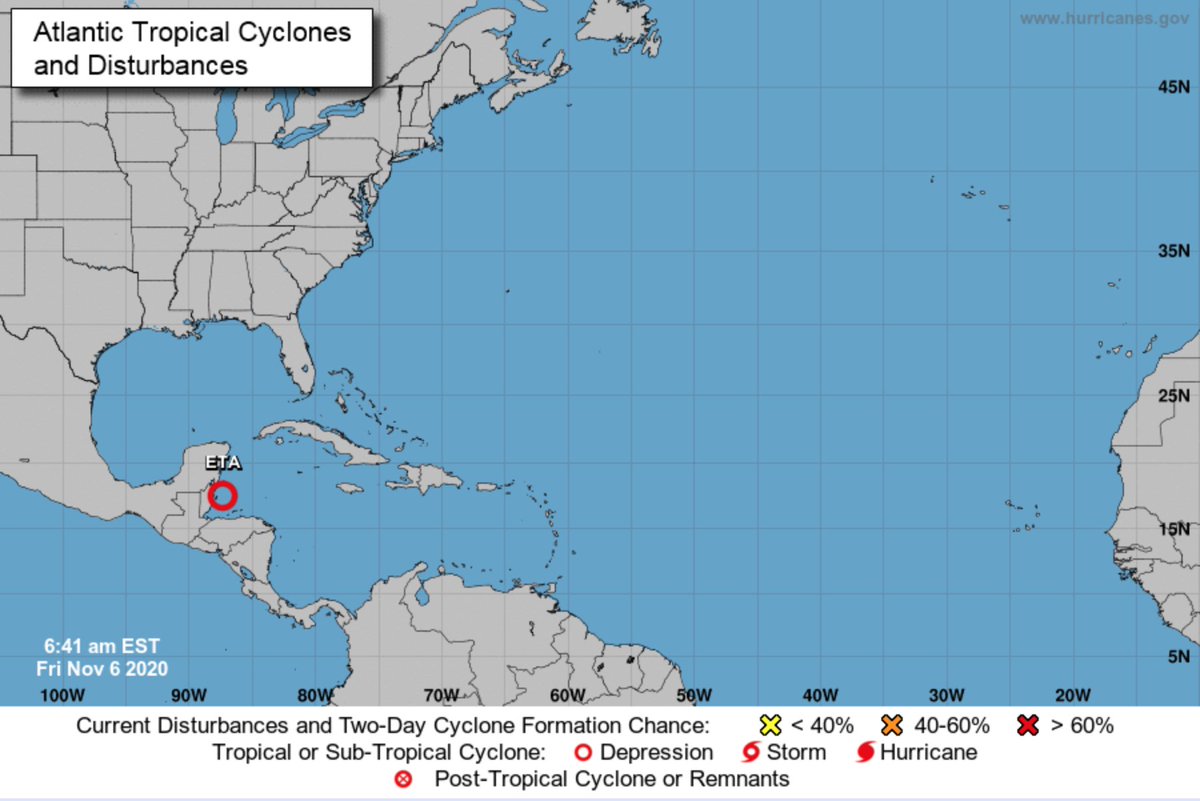 www.hurricanes.gov
Atlantic Tropical Cyclones
and Disturbances
45N
35N
25N
ETA
15N
6:41 am EST
Fri Nov 6 2020
5N
100W 90W 80W 70W 60W 50W 40W 30W 20W
Current Disturbances and Two-Day Cyclone Formation Chance: < 40% 40-60% > 60%
Tropical or Sub-Tropical Cyclone: Depression Storm Hurricane
Post-Tropical Cyclone or Remnants